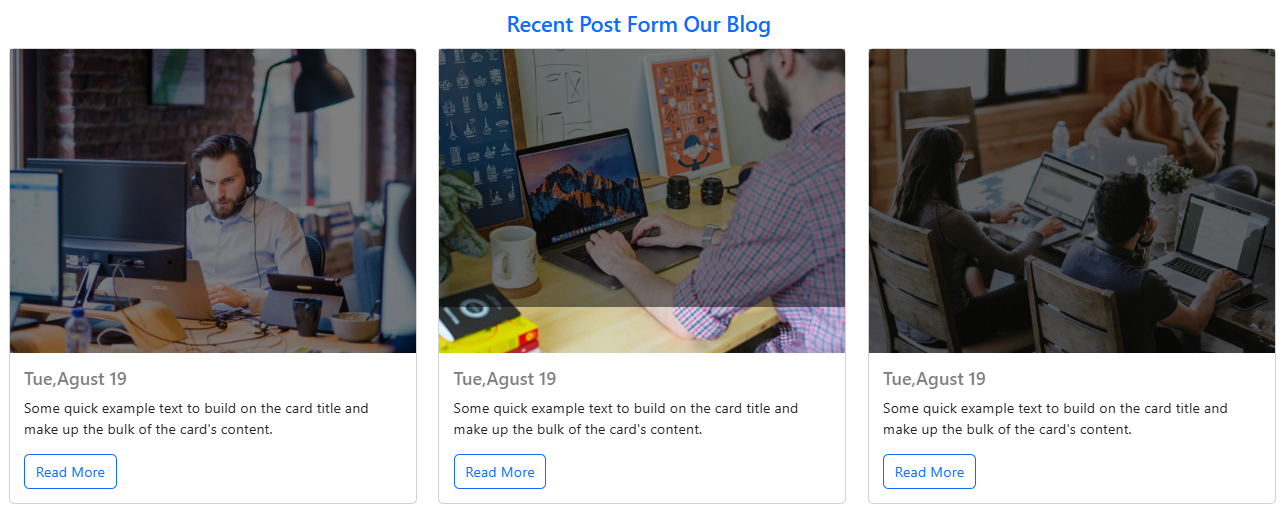 Recent Post Form Our Blog
Tue,Agust 19
Some quick example text to build on the card title and
make up the bulk of the card's content.
Read More
Tue,Agust 19
Some quick example text to build on the card title and
make up the bulk of the card's content.
Read More
Tue,Agust 19
Some quick example text to build on the card title and
make up the bulk of the card's content.
Read More